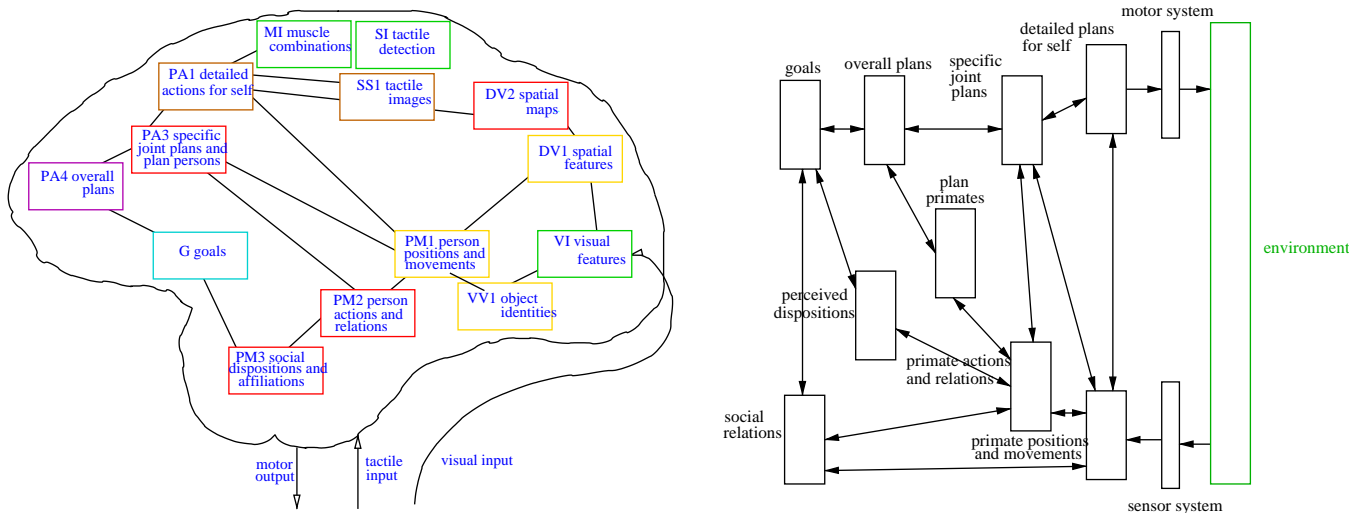 MI muscle
combinations
SI tactile
detection
PA1 detailed
actions for self
SS1 tactile
images
DV2 spatial
maps
PA3 specific
joint plans and
plan persons
DV1 spatial
features
PA4 overall
plans
G goals
PM1 person
positions and
movements
VI visual
features
PM2 person
actions and
relations
VV1 object
identities
PM3 social
dispositions and
affiliations
motor
output
tactile
input
visual input
motor system
detailed plans
for self
specific
joint
plans
goals
overall plans
plan
primates
environment
perceived
dispositions
primate actions
and relations
social
relations
primate positions
and movements
sensor system